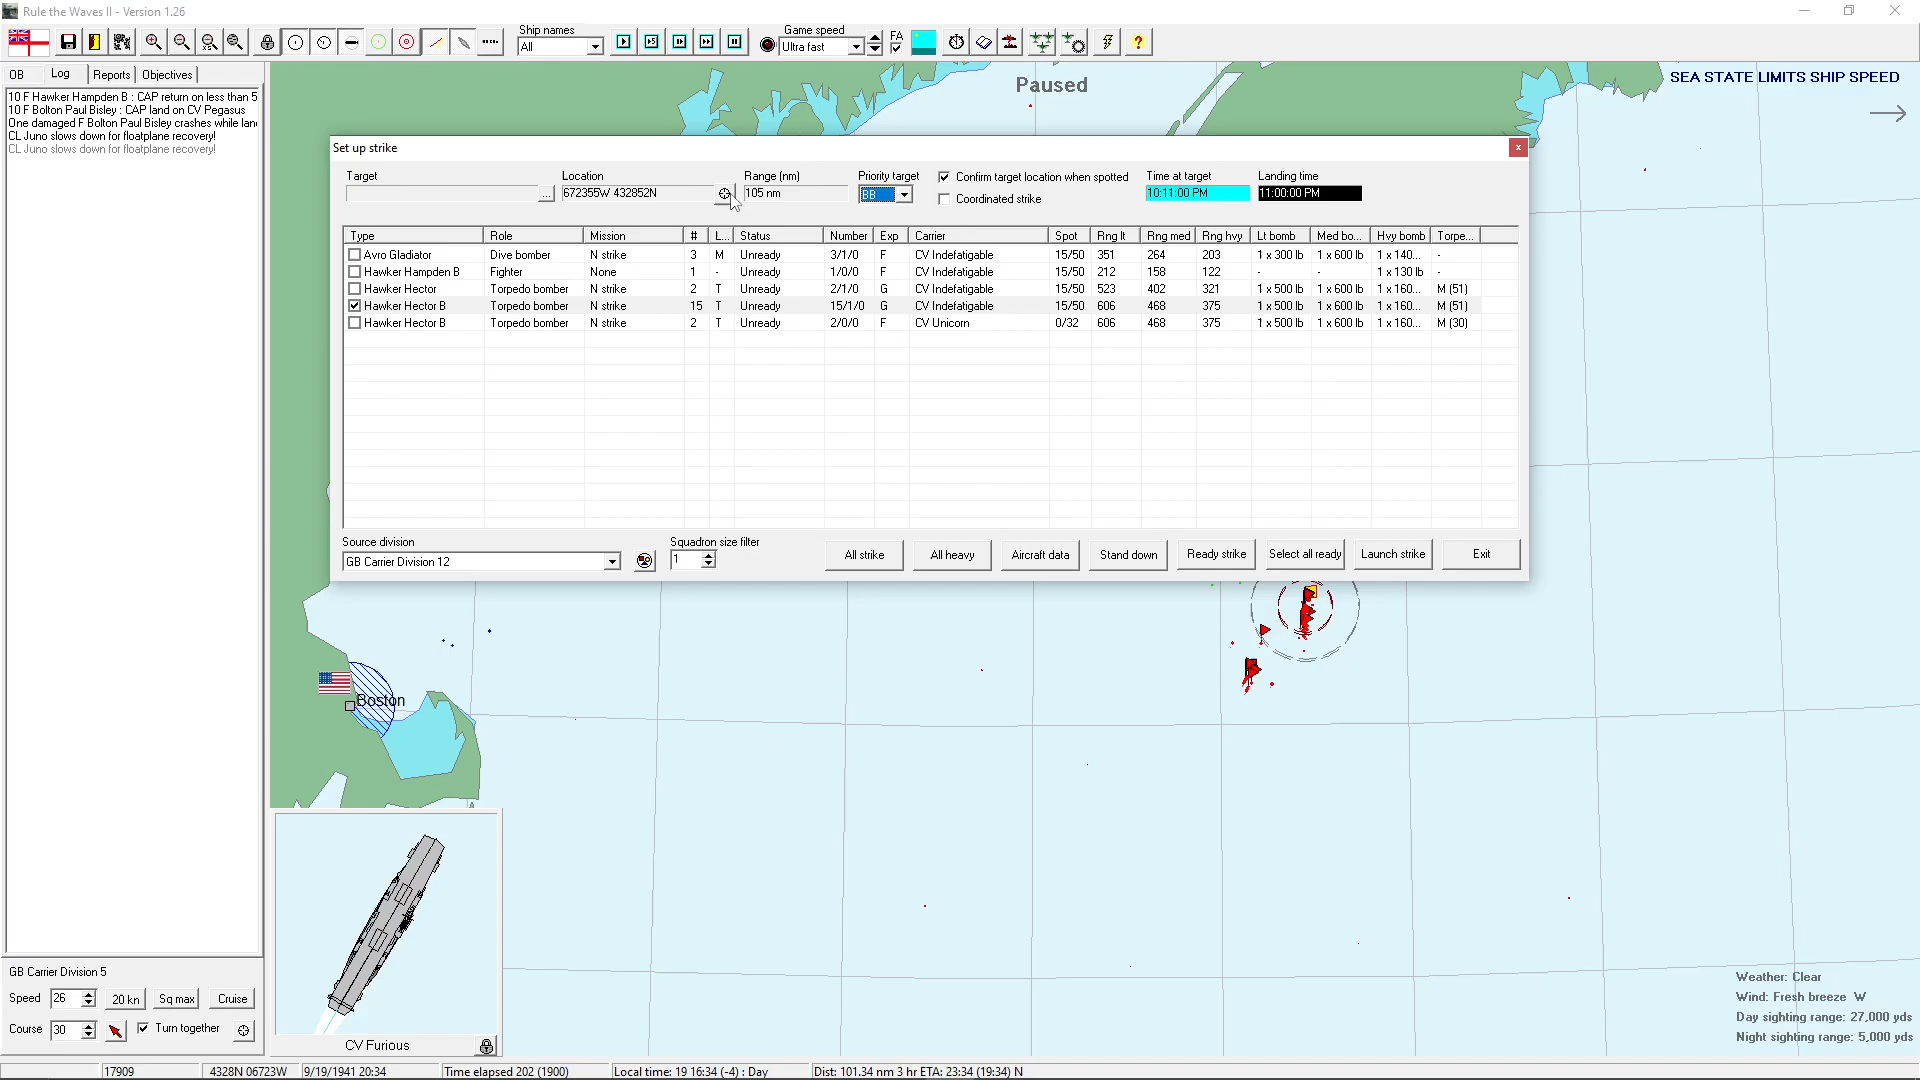 Rule the Waves II - Version 1.26
Ship names
All
Game speed
Ultra fast
FA
OB
Log
Reports
Objectives
10 F Hawker Hampden B : CAP return on less than 5
10 F Bolton Paul Bisley : CAP land on CV Pegasus
One damaged F Bolton Paul Bisley crashes while lan
CL Juno slows down for floatplane recovery!
CL Juno slows down for floatplane recovery!
Paused
SEA STATE LIMITS SHIP SPEED
Set up strike
Target
Location
Range (nm)
Priority target
Confirm target location when spotted
Time at target
Landing time
...
672355W 432852N
105 nm
BB
Coordinated strike
10:11:00 PM
11:00:00 PM
Type Role Mission # L... Status Number Exp Carrier Spot Rng lt Rng med Rng hvy Lt bomb Med bo... Hvy bomb Torpe...
Avro Gladiator Dive bomber N strike 3 M Unready 3/1/0 F CV Indefatigable 15/50 351 264 203 1 x 300 lb 1 x 600 lb 1 x 140... -
Hawker Hampden B Fighter None 1 - Unready 1/0/0 F CV Indefatigable 15/50 212 158 122 - - 1 x 130 lb -
Hawker Hector Torpedo bomber N strike 2 T Unready 2/1/0 G CV Indefatigable 15/50 523 402 321 1 x 500 lb 1 x 600 lb 1 x 160... M (51)
Hawker Hector B Torpedo bomber N strike 15 T Unready 15/1/0 G CV Indefatigable 15/50 606 468 375 1 x 500 lb 1 x 600 lb 1 x 160... M (51)
Hawker Hector B Torpedo bomber N strike 2 T Unready 2/0/0 F CV Unicorn 0/32 606 468 375 1 x 500 lb 1 x 600 lb 1 x 160... M (30)
Source division
GB Carrier Division 12
Squadron size filter
1
All strike
All heavy
Aircraft data
Stand down
Ready strike
Select all ready
Launch strike
Exit
Boston
GB Carrier Division 5
Speed 26 20 kn Sq max Cruise
Course 30 Turn together
CV Furious
Weather: Clear
Wind: Fresh breeze W
Day sighting range: 27,000 yds
Night sighting range: 5,000 yds
17909
4328N 06723W
9/19/1941 20:34
Time elapsed 202 (1900)
Local time: 19 16:34 (-4) : Day
Dist: 101.34 nm 3 hr ETA: 23:34 (19:34) N